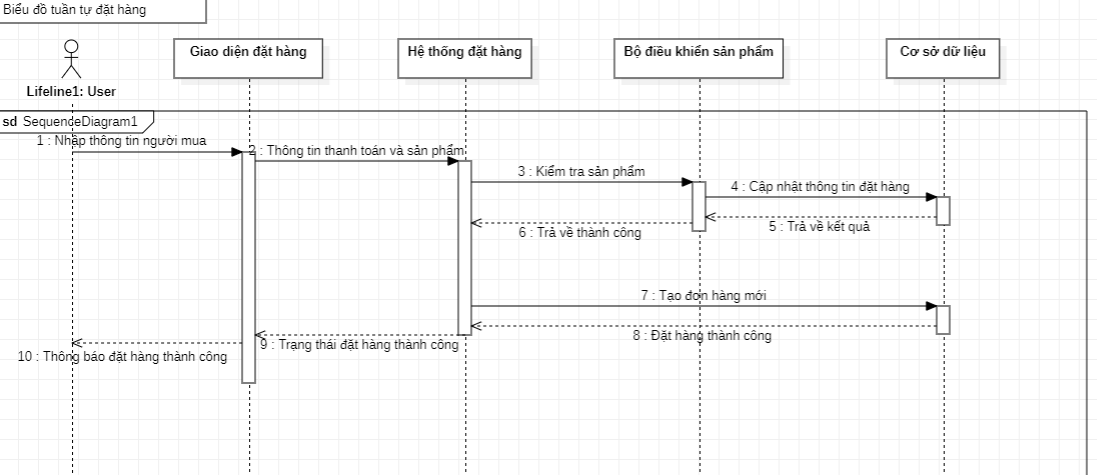 Biểu đồ tuần tự đặt hàng
Giao diện đặt hàng
Hệ thống đặt hàng
Bộ điều khiển sản phẩm
Cơ sở dữ liệu
Lifeline1: User
sd SequenceDiagram1
1 : Nhập thông tin người mua
2 : Thông tin thanh toán và sản phẩm
3 : Kiểm tra sản phẩm
4 : Cập nhật thông tin đặt hàng
5 : Trả về kết quả
6 : Trả về thành công
7 : Tạo đơn hàng mới
8 : Đặt hàng thành công
9 : Trạng thái đặt hàng thành công
10 : Thông báo đặt hàng thành công